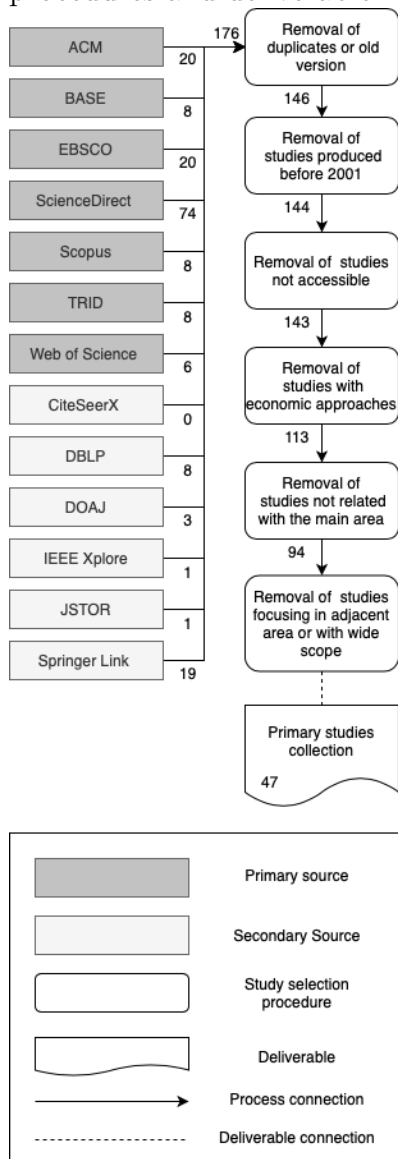 ACM
20
BASE
8
EBSCO
20
ScienceDirect
74
Scopus
8
TRID
8
Web of Science
6
CiteSeerX
0
DBLP
8
DOAJ
3
IEEE Xplore
1
JSTOR
1
Springer Link
19
176
Removal of
duplicates or old
version
146
Removal of
studies produced
before 2001
144
Removal of studies
not accessible
143
Removal of
studies with
economic approaches
113
Removal of
studies not related
with the main area
94
Removal of studies
focusing in adjacent
area or with wide
scope
Primary studies
collection
47
Primary source
Secondary Source
Study selection
procedure
Deliverable
Process connection
Deliverable connection